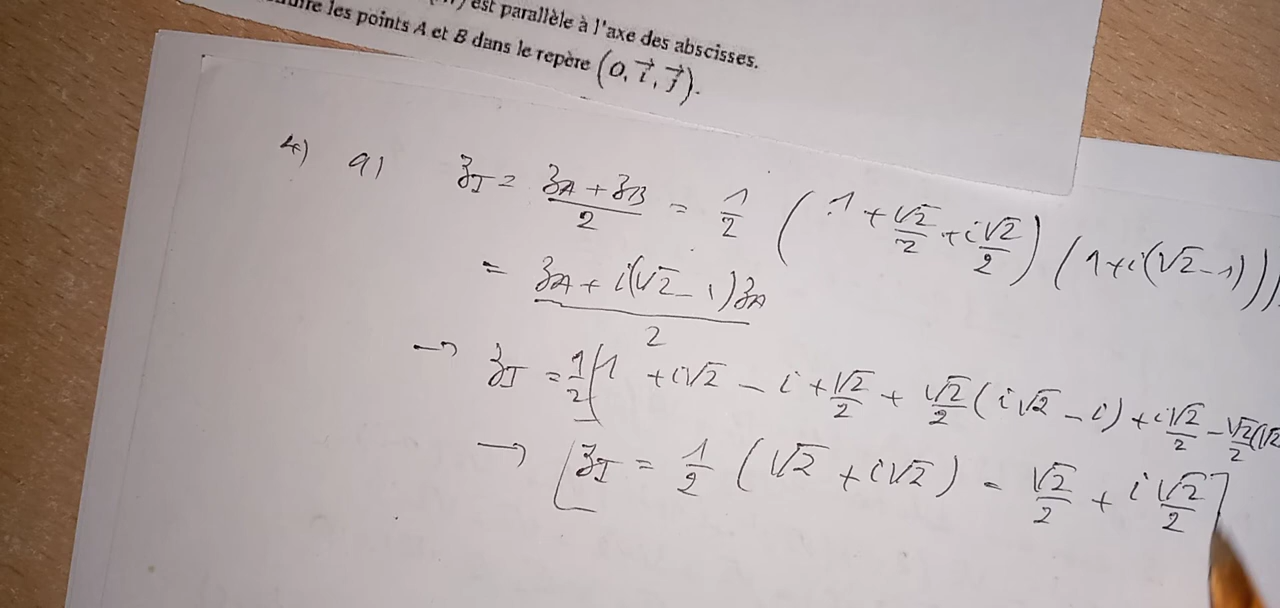 est parallèle à l'axe des abscisses.
les points A et B dans le repère (O, i⃗, j⃗).
4) a) z_I = (z_A + z_B)/2 = 1/2 (1 + √2/2 + i√2/2) (1+i(√2-1))
= (z_A + i(√2-1)z_A)/2
→ z_I = 1/2 (1 + i√2 - i + √2/2 + √2/2 (i√2 - i) + i√2/2 - √2/2(√2
→ [z_I = 1/2 (√2 + i√2) = √2/2 + i √2/2]